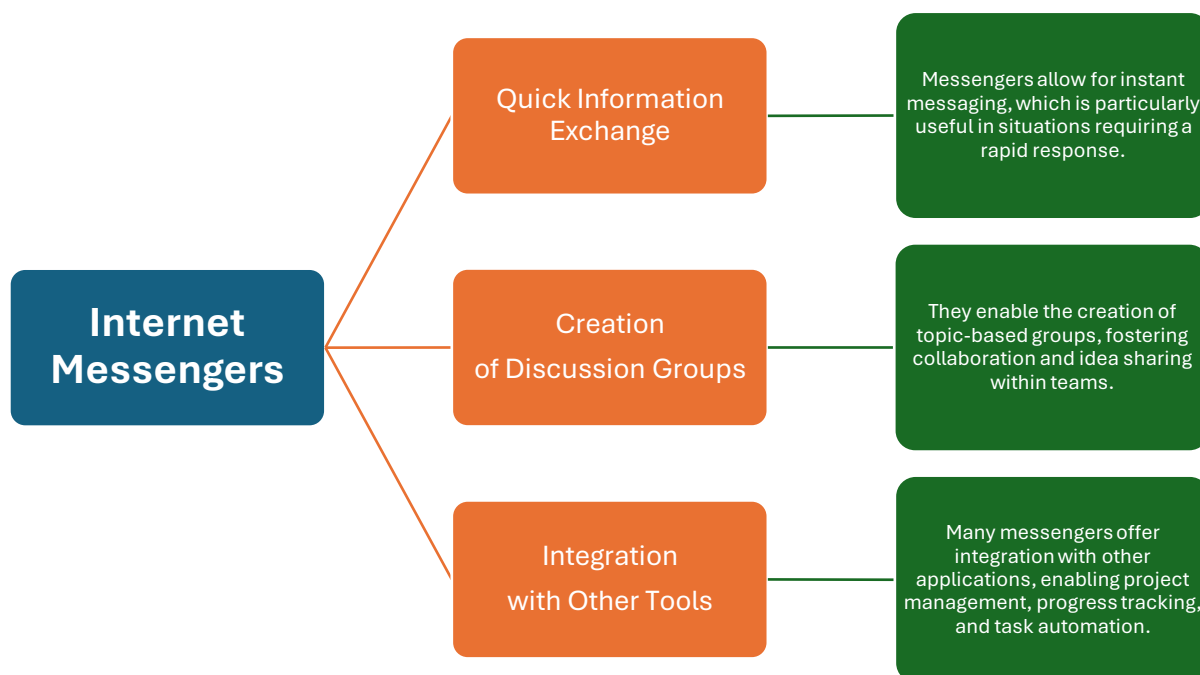 Internet
Messengers
Quick Information
Exchange
Messengers allow for instant
messaging, which is particularly
useful in situations requiring a
rapid response.
Creation
of Discussion Groups
They enable the creation of
topic-based groups, fostering
collaboration and idea sharing
within teams.
Integration
with Other Tools
Many messengers offer
integration with other
applications, enabling project
management, progress tracking,
and task automation.